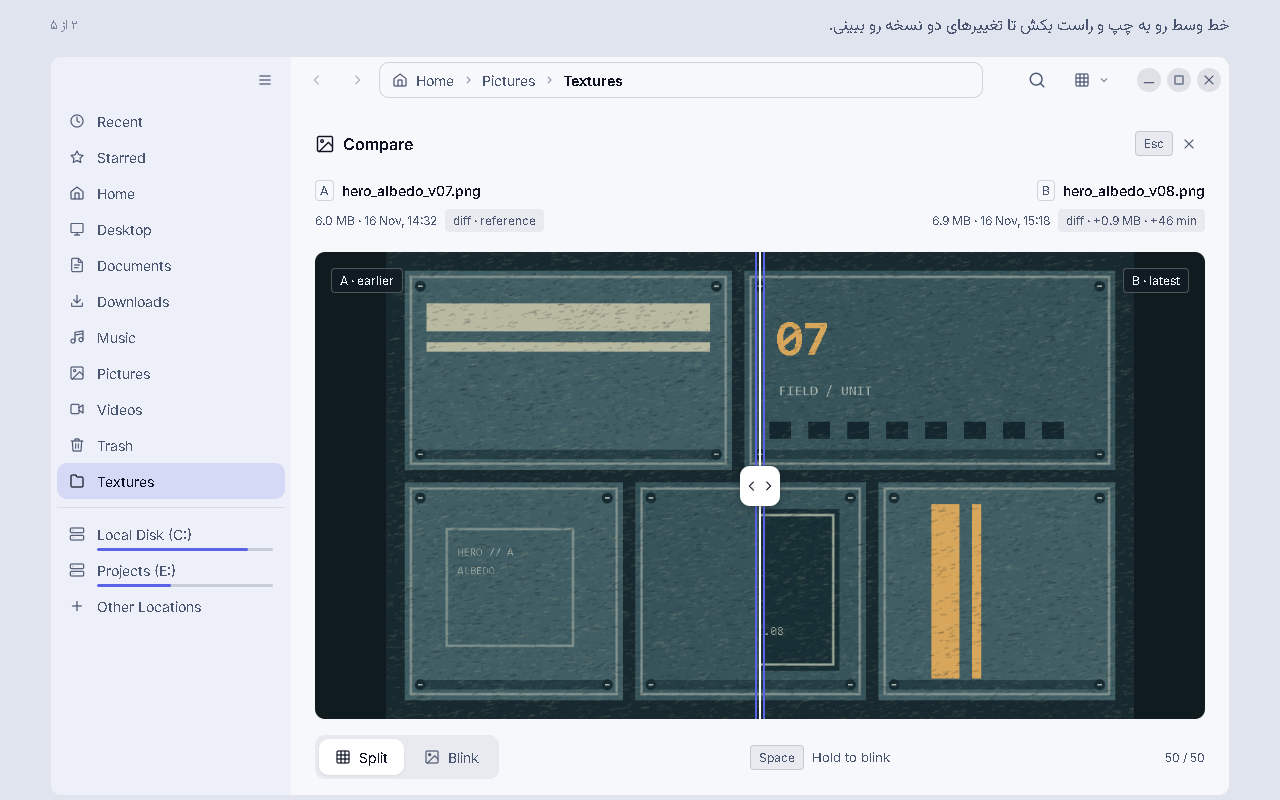 خط وسط رو به چپ و راست بکش تا تغییرهای دو نسخه رو ببینی.
۲ از ۵
Home
Pictures
Textures
Recent
Starred
Home
Desktop
Documents
Downloads
Music
Pictures
Videos
Trash
Textures
Local Disk (C:)
Projects (E:)
Other Locations
Compare
Esc
A hero_albedo_v07.png
6.0 MB · 16 Nov, 14:32 diff · reference
B hero_albedo_v08.png
6.9 MB · 16 Nov, 15:18 diff · +0.9 MB · +46 min
A · earlier
B · latest
07
FIELD / UNIT
HERO // A
ALBEDO
.08
Split
Blink
Space Hold to blink
50 / 50